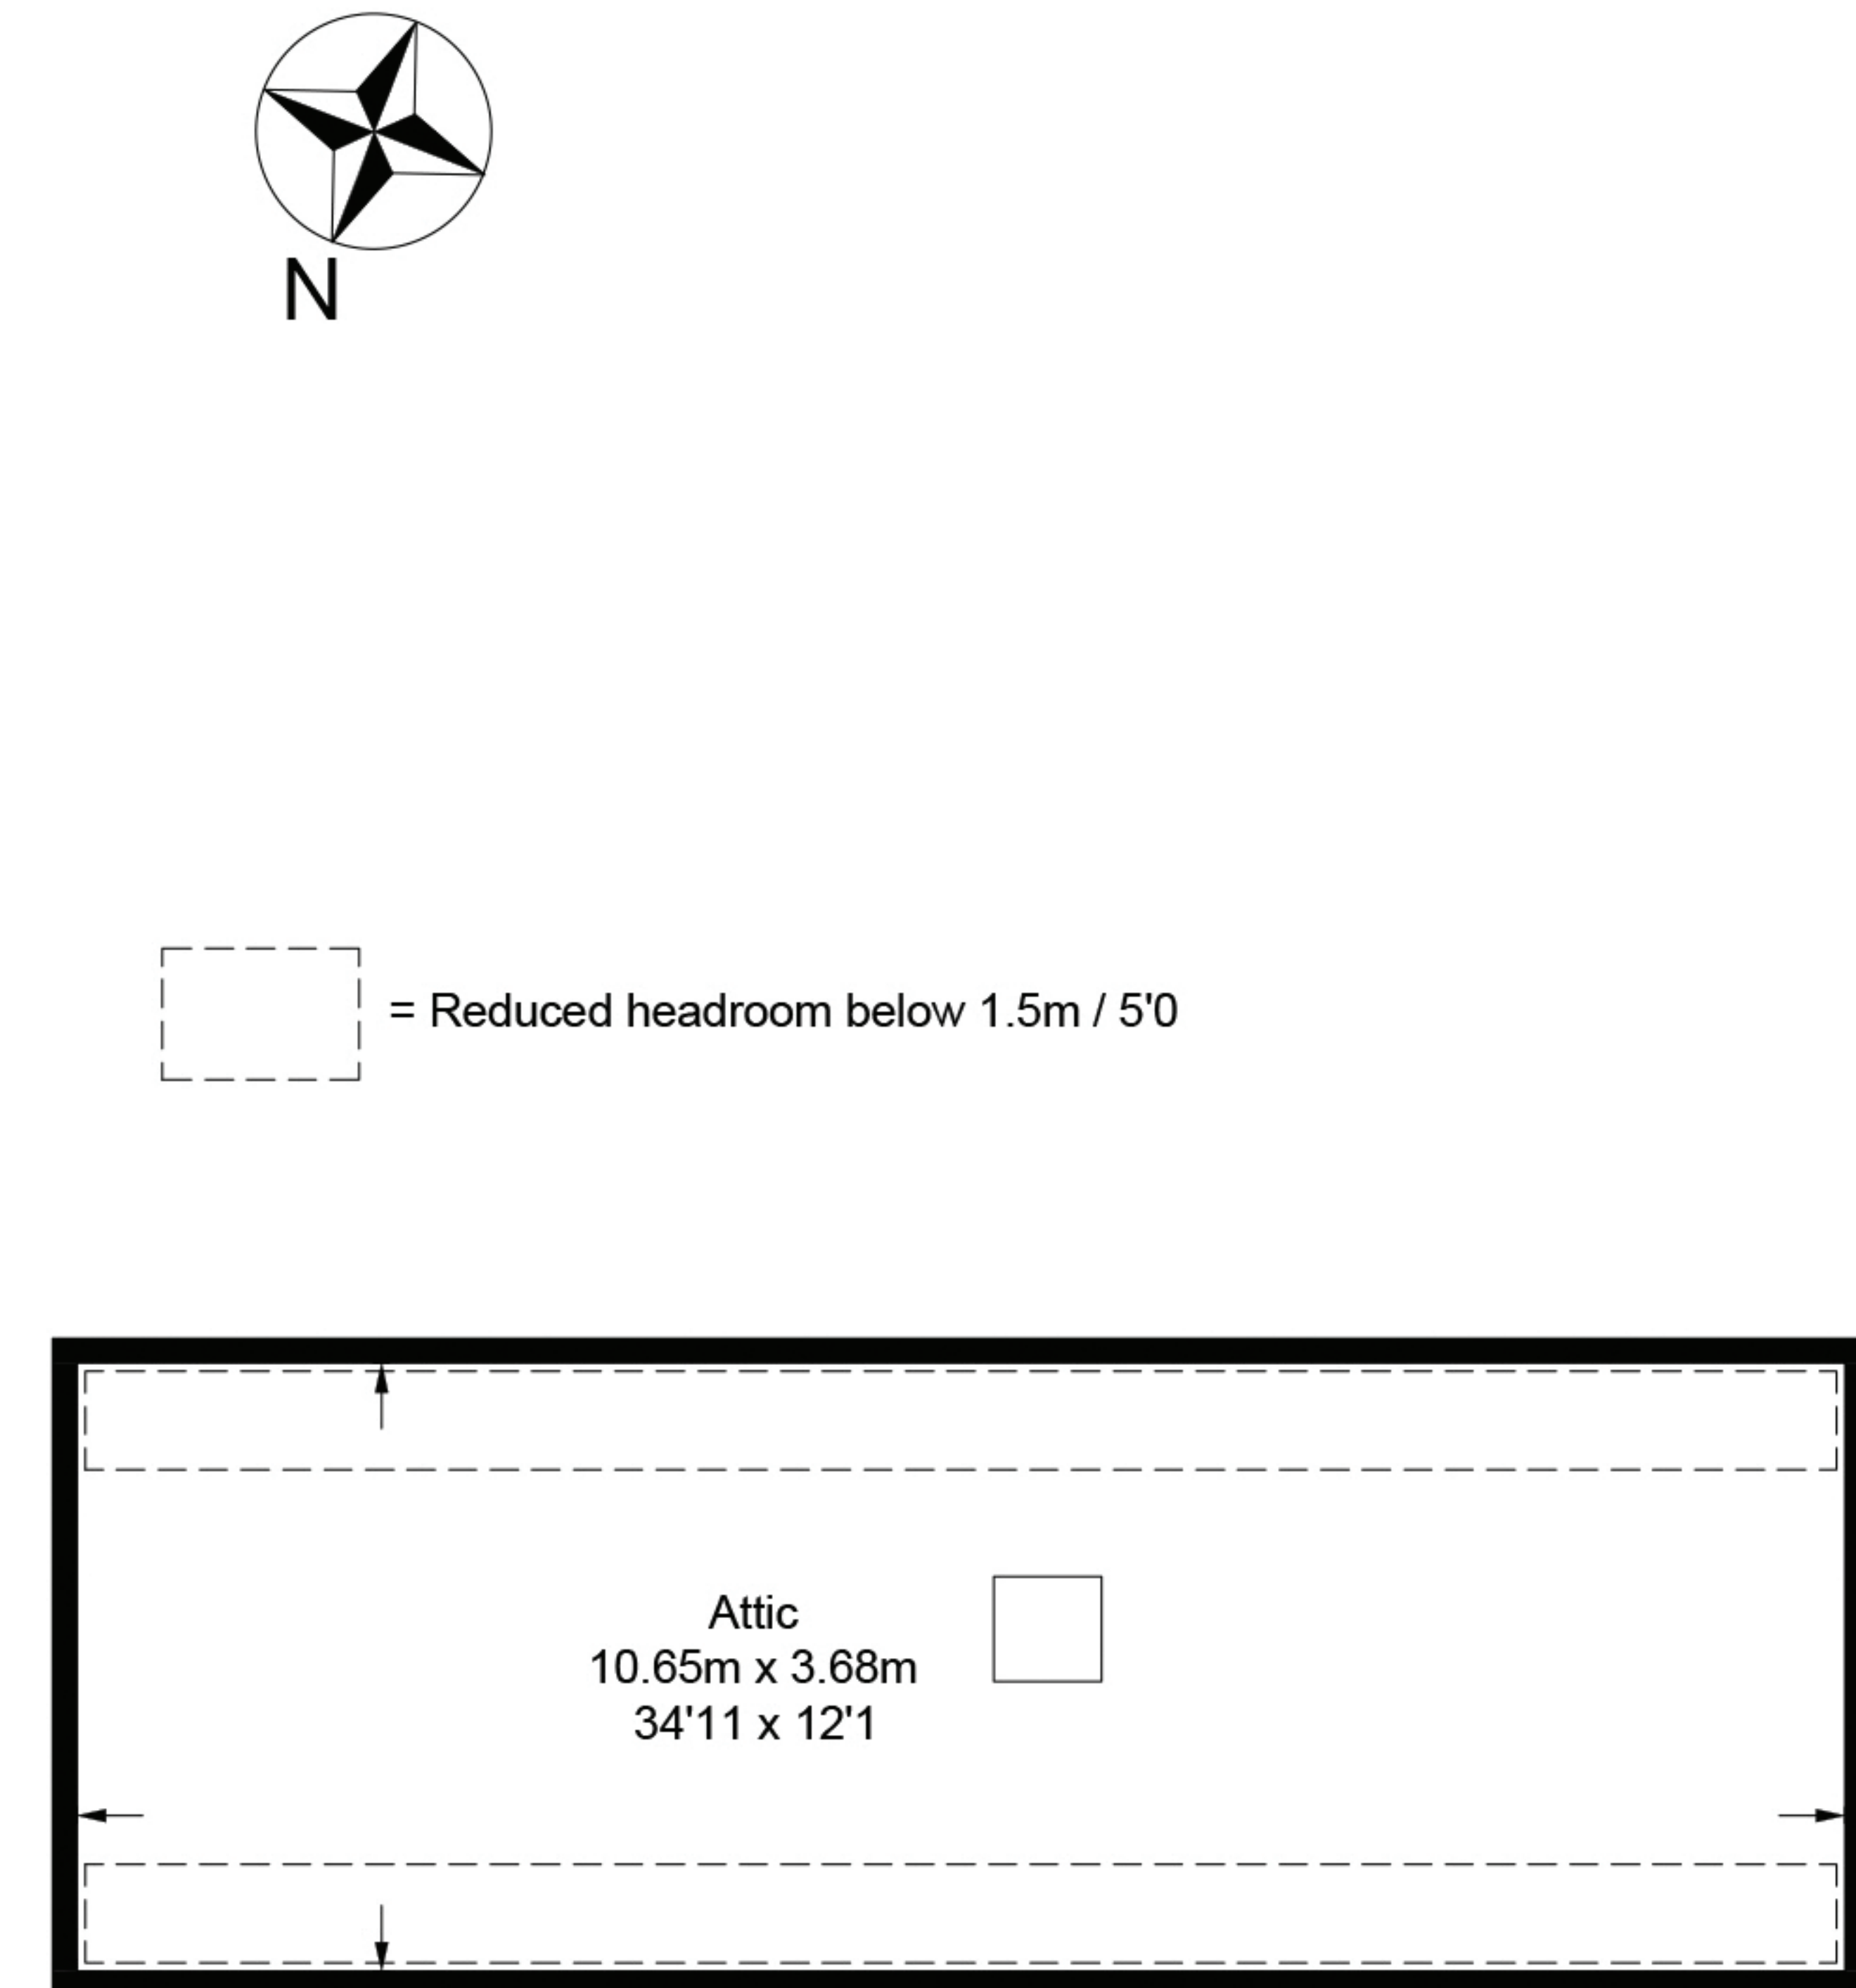 N
= Reduced headroom below 1.5m / 5'0
Attic
10.65m x 3.68m
34'11 x 12'1